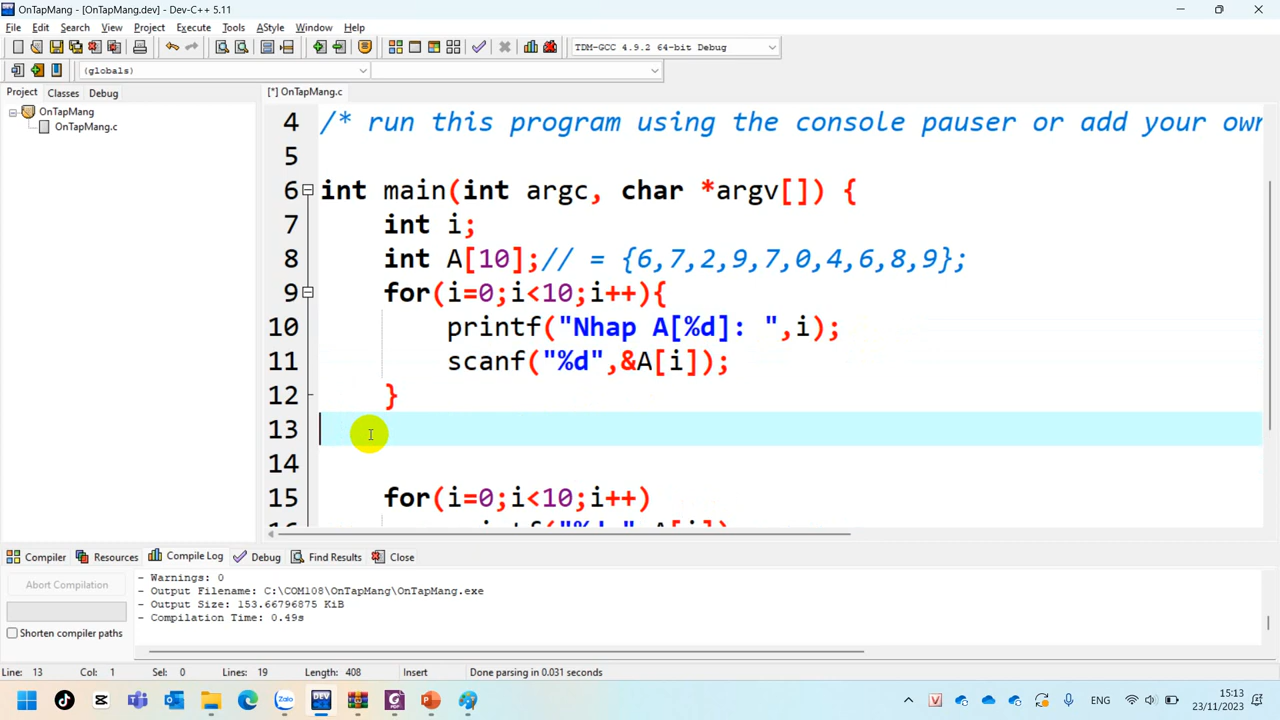 OnTapMang - [OnTapMang.dev] - Dev-C++ 5.11
File Edit Search View Project Execute Tools AStyle Window Help
TDM-GCC 4.9.2 64-bit Debug
(globals)
Project Classes Debug
[*] OnTapMang.c
OnTapMang
OnTapMang.c
4 /* run this program using the console pauser or add your own
5
6 int main(int argc, char *argv[]) {
7 int i;
8 int A[10];// = {6,7,2,9,7,0,4,6,8,9};
9 for(i=0;i<10;i++){
10 printf("Nhap A[%d]: ",i);
11 scanf("%d",&A[i]);
12 }
13
14
15 for(i=0;i<10;i++)
Compiler Resources Compile Log Debug Find Results Close
Abort Compilation
Shorten compiler paths
- Warnings: 0
- Output Filename: C:\COM108\OnTapMang\OnTapMang.exe
- Output Size: 153.66796875 KiB
- Compilation Time: 0.49s
Line: 13 Col: 1 Sel: 0 Lines: 19 Length: 408 Insert Done parsing in 0.031 seconds
ENG
15:13
23/11/2023